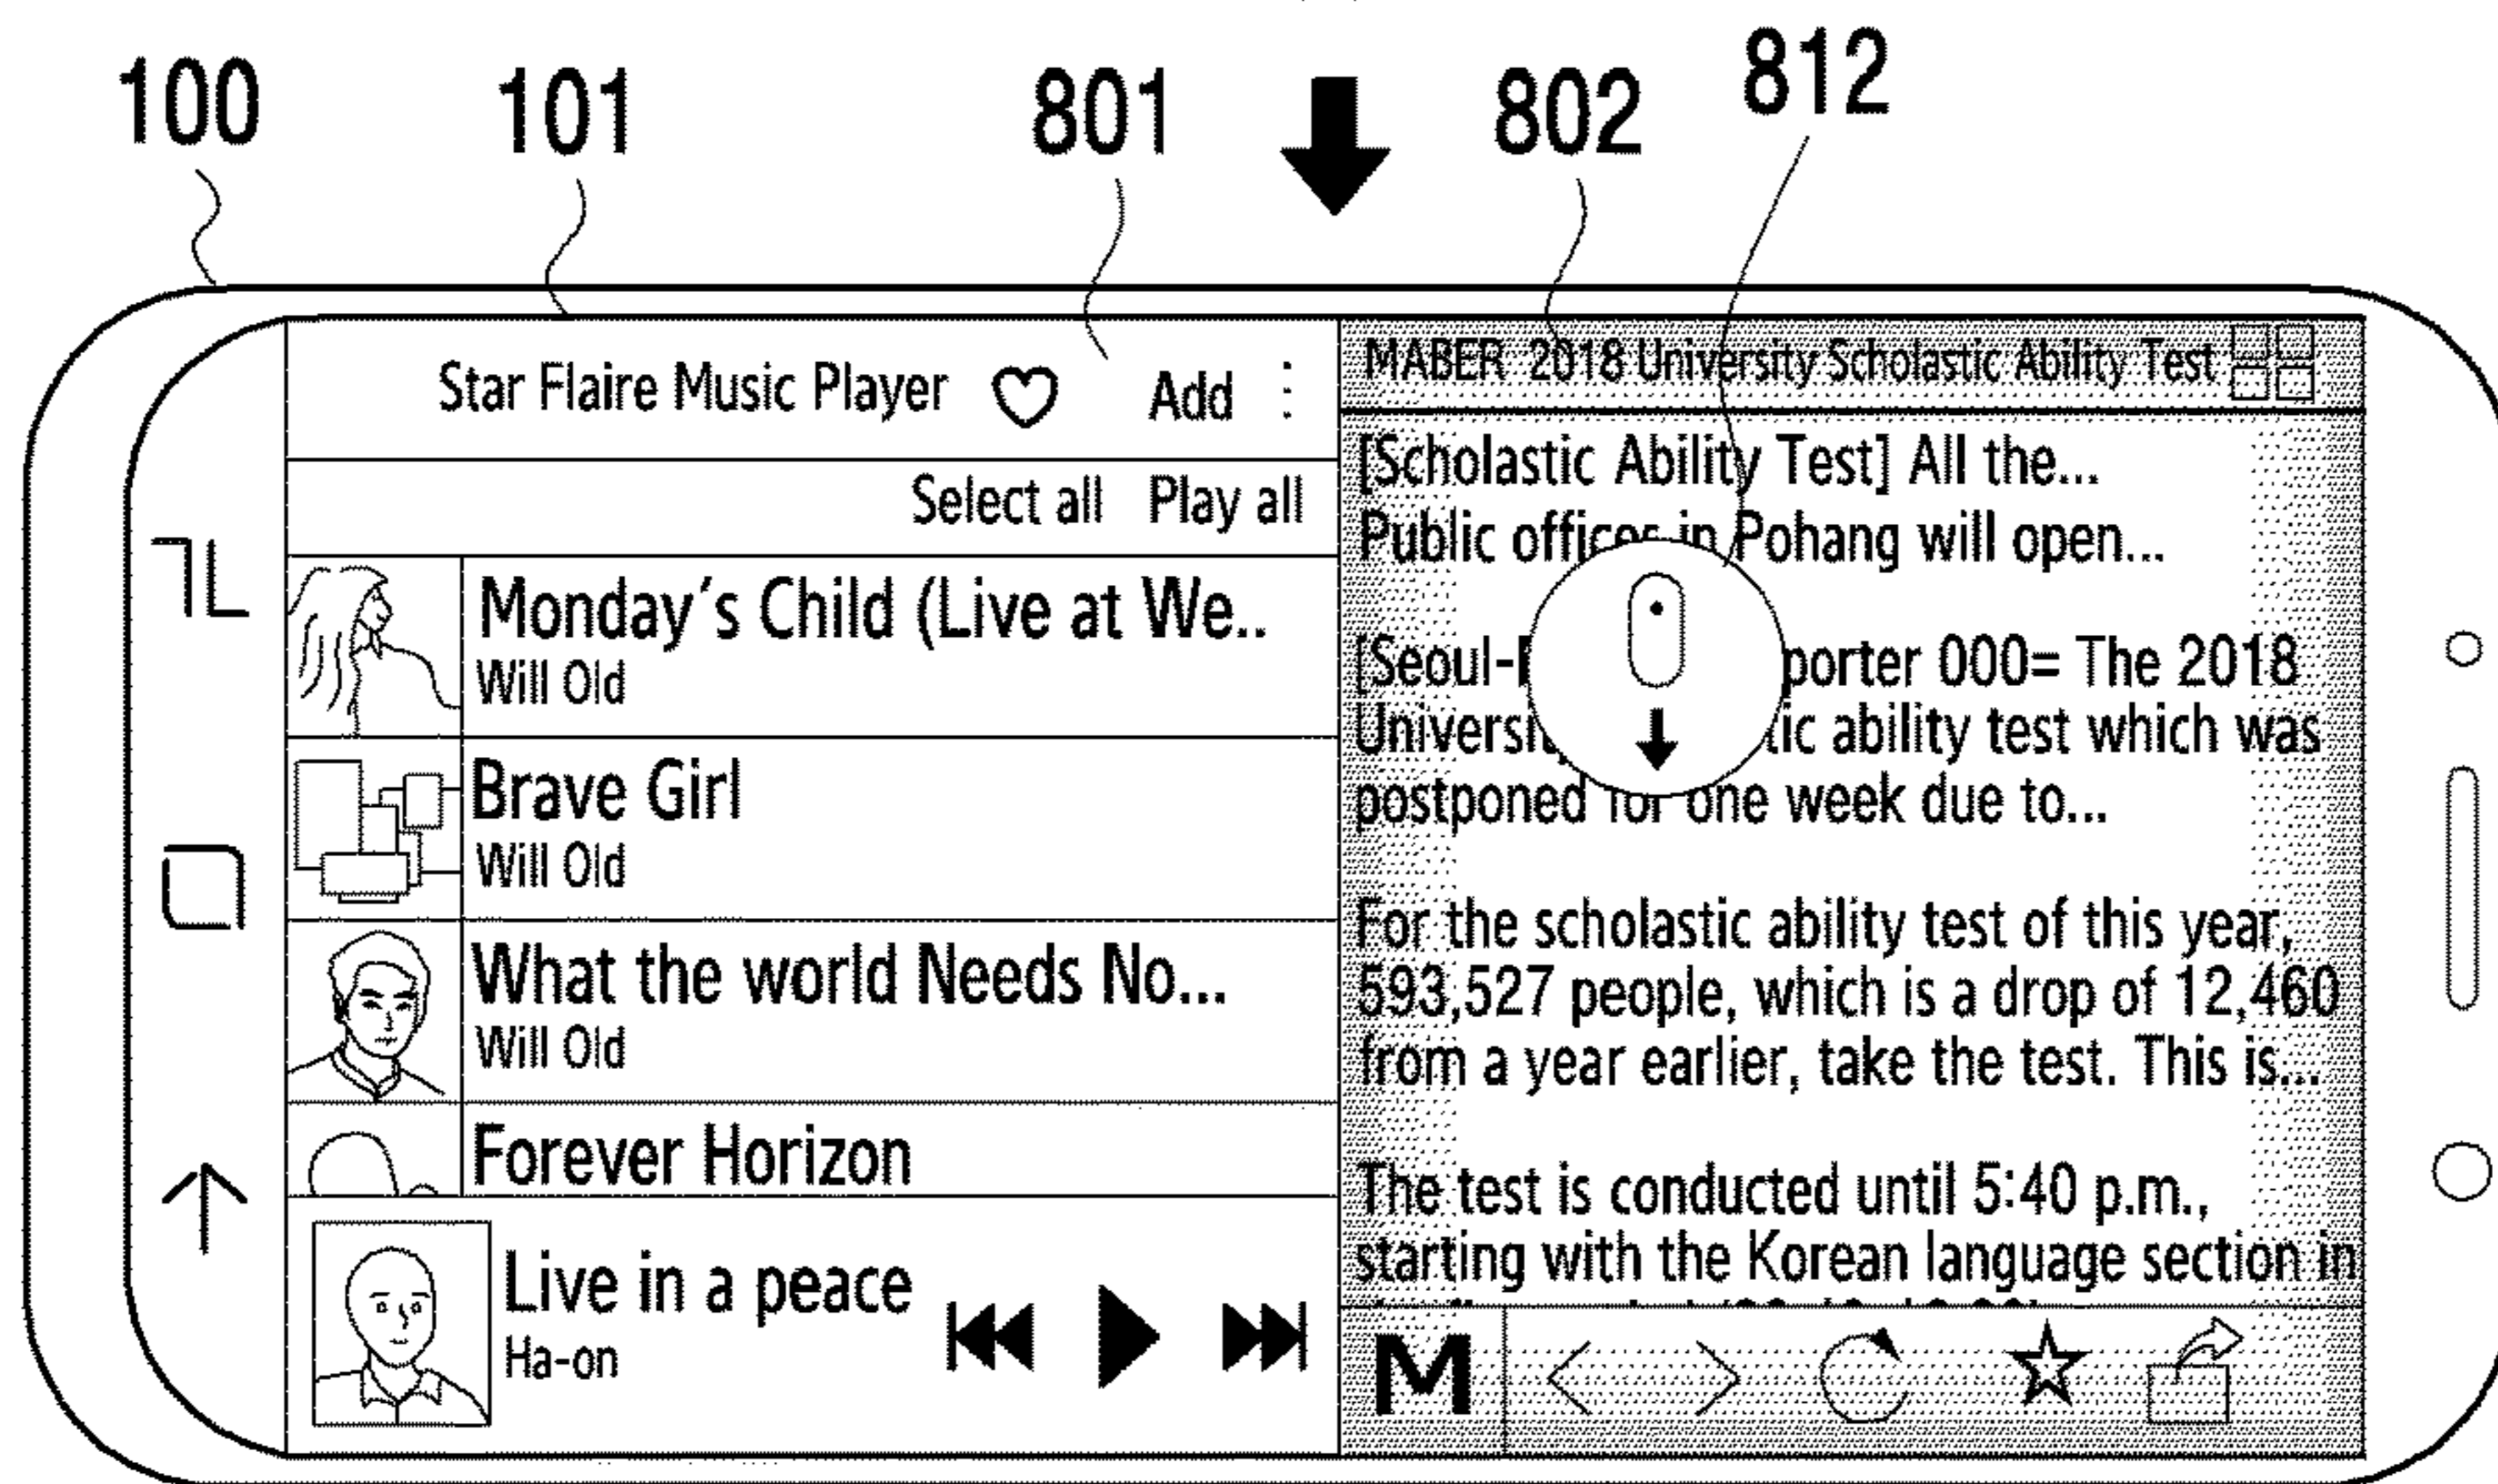 100 101 801 802 812
Star Flaire Music Player Add
Select all Play all
Monday's Child (Live at We..
Will Old
Brave Girl
Will Old
What the world Needs No...
Will Old
Forever Horizon
Live in a peace
Ha-on
MABER 2018 University Scholastic Ability Test
[Scholastic Ability Test] All the...
Public officer in Pohang will open...
[Seoul- porter 000= The 2018
Universi tic ability test which was
postponed for one week due to...
For the scholastic ability test of this year,
593,527 people, which is a drop of 12,460
from a year earlier, take the test. This is...
The test is conducted until 5:40 p.m.,
starting with the Korean language section in
M